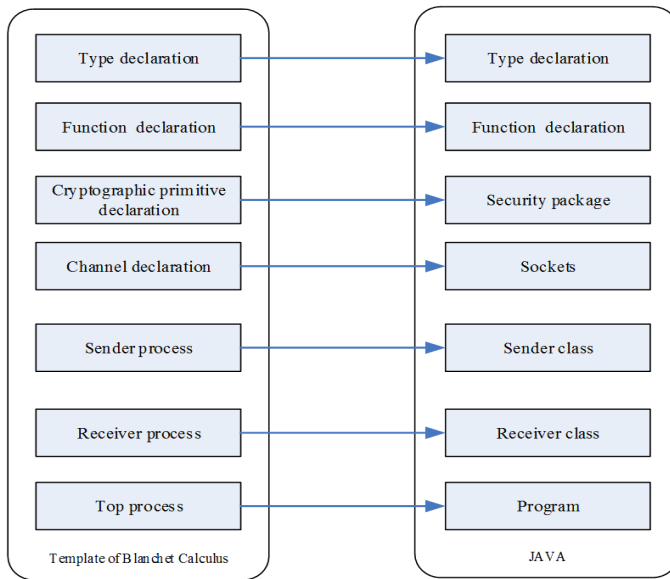 Type declaration
Type declaration
Function declaration
Function declaration
Cryptographic primitive
declaration
Security package
Channel declaration
Sockets
Sender process
Sender class
Receiver process
Receiver class
Top process
Program
Template of Blanchet Calculus
JAVA